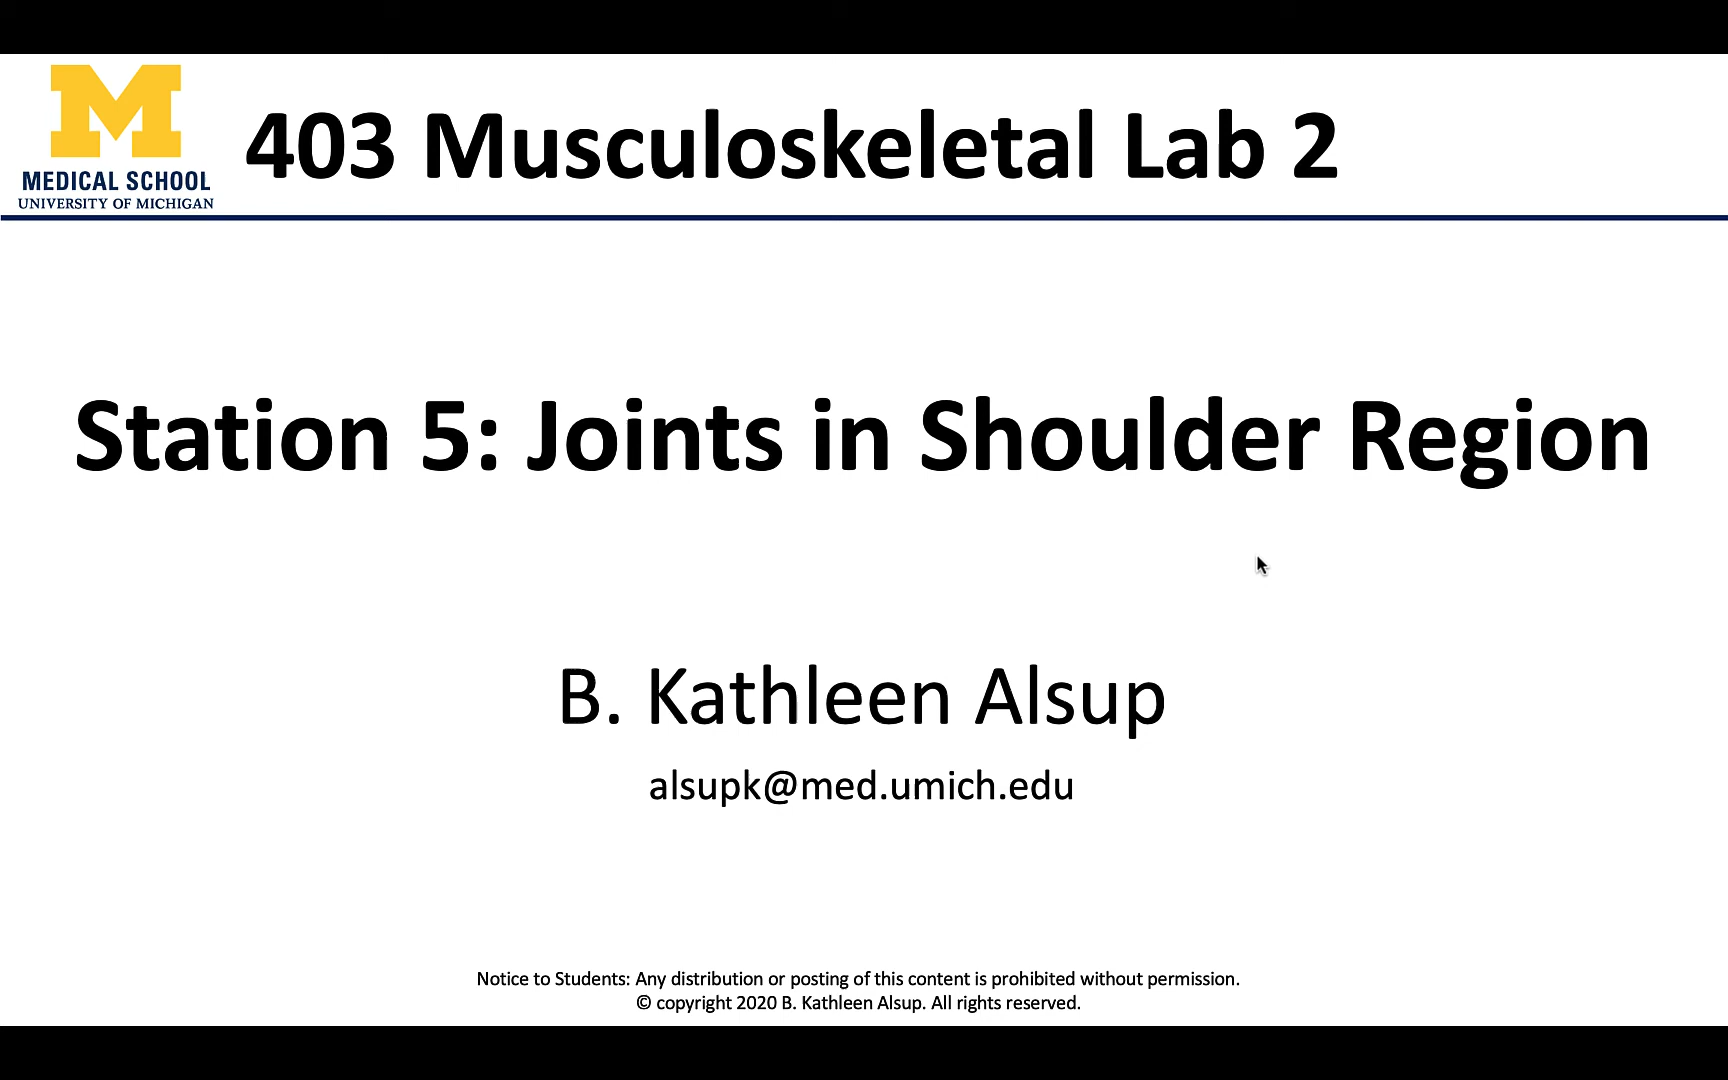 M
MEDICAL SCHOOL
UNIVERSITY OF MICHIGAN
403 Musculoskeletal Lab 2
Station 5: Joints in Shoulder Region
B. Kathleen Alsup
alsupk@med.umich.edu
Notice to Students: Any distribution or posting of this content is prohibited without permission.
© copyright 2020 B. Kathleen Alsup. All rights reserved.